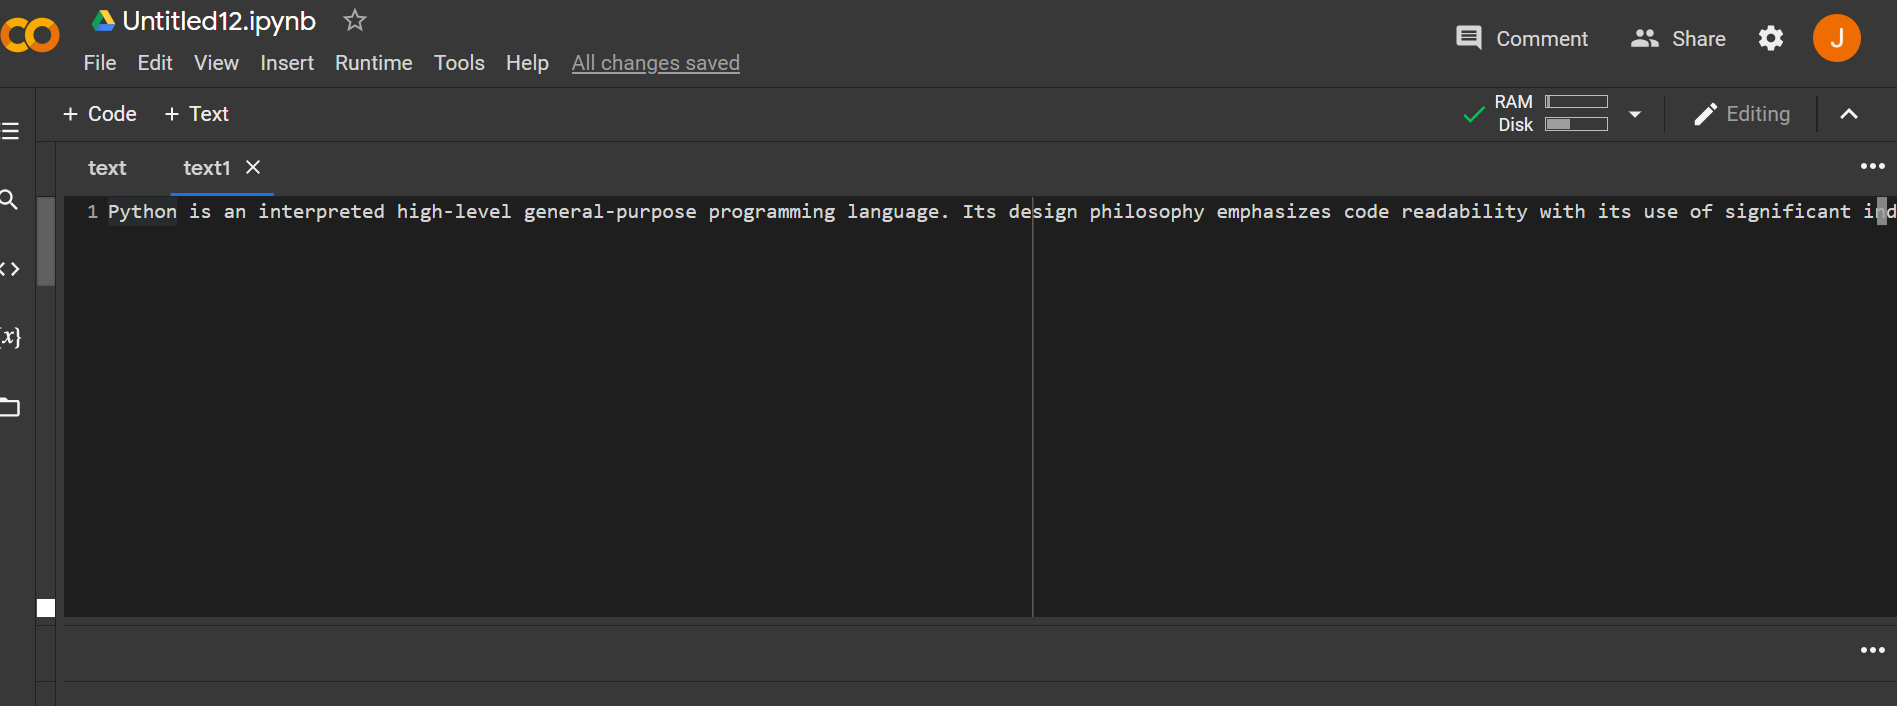 Untitled12.ipynb
File Edit View Insert Runtime Tools Help All changes saved
Comment Share J
+ Code + Text
RAM
Disk
Editing
text text1
1 Python is an interpreted high-level general-purpose programming language. Its design philosophy emphasizes code readability with its use of significant ind
{x}